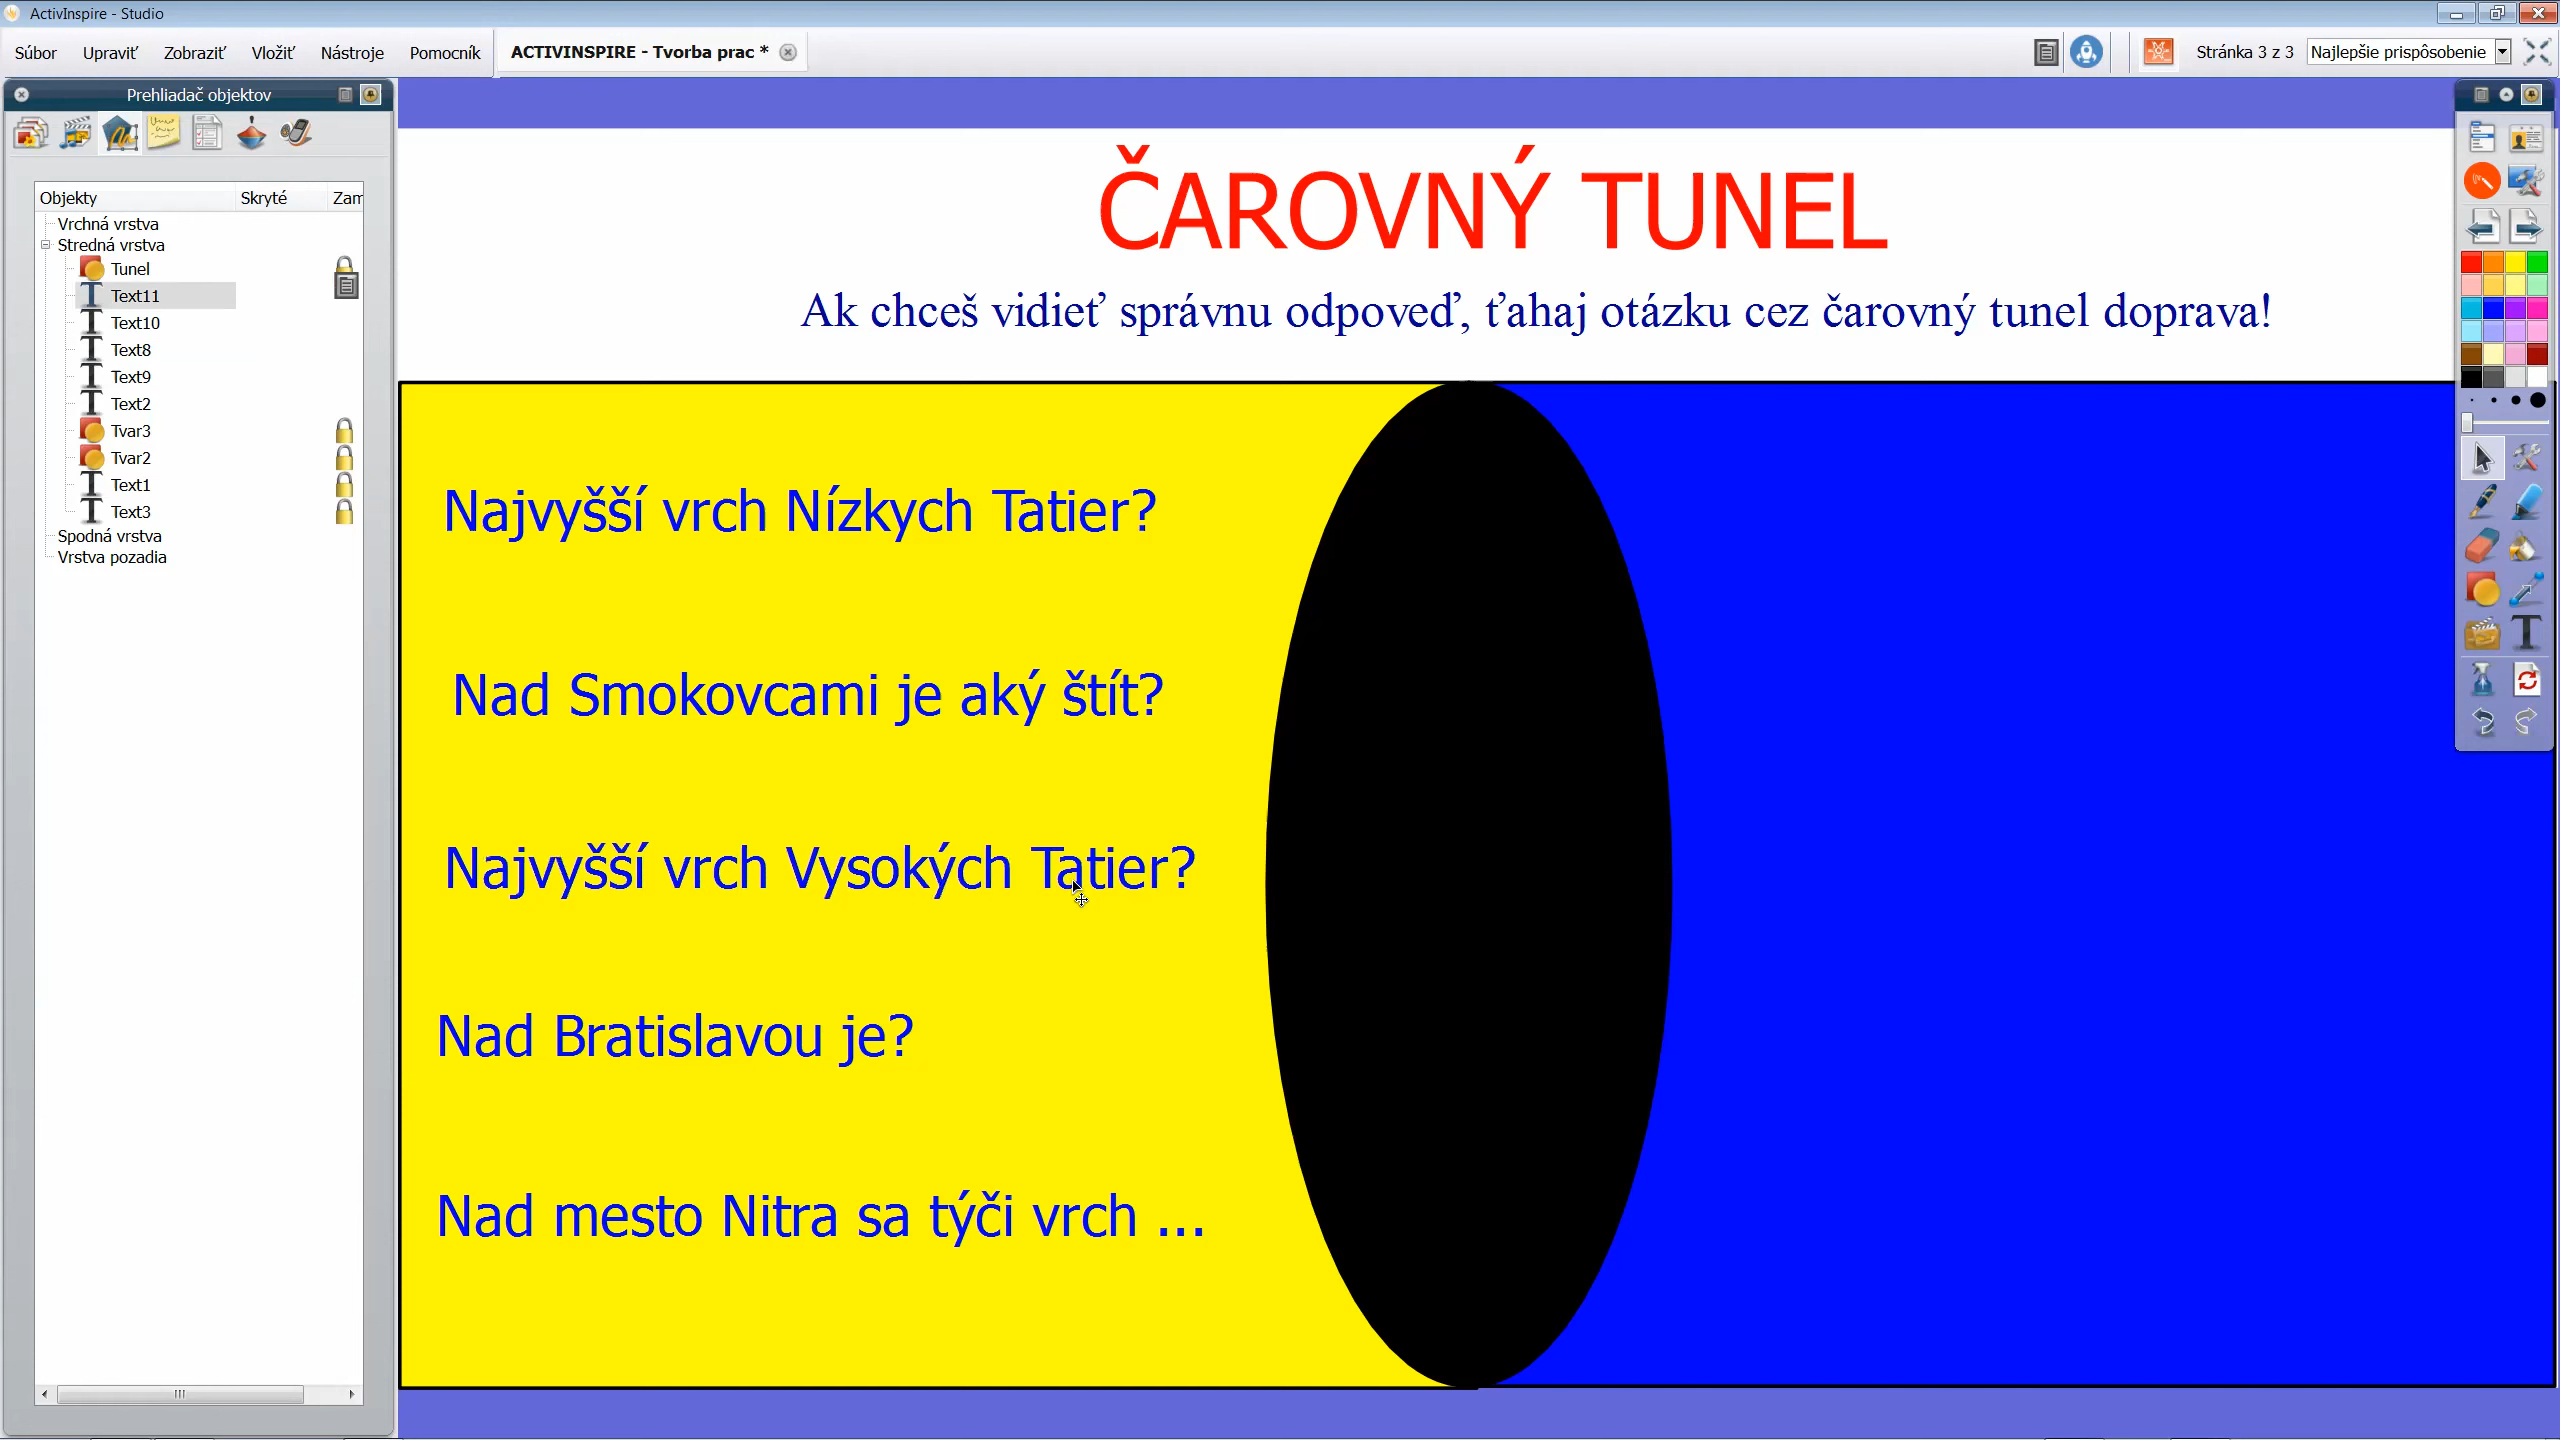 ActivInspire - Studio
Súbor Upraviť Zobraziť Vložiť Nástroje Pomocník
ACTIVINSPIRE - Tvorba prac *
Stránka 3 z 3
Najlepšie prispôsobenie
Prehliadač objektov
Objekty Skryté Zam
Vrchná vrstva
Stredná vrstva
Tunel
Text11
Text10
Text8
Text9
Text2
Tvar3
Tvar2
Text1
Text3
Spodná vrstva
Vrstva pozadia
ČAROVNÝ TUNEL
Ak chceš vidieť správnu odpoveď, ťahaj otázku cez čarovný tunel doprava!
Najvyšší vrch Nízkych Tatier?
Nad Smokovcami je aký štít?
Najvyšší vrch Vysokých Tatier?
Nad Bratislavou je?
Nad mesto Nitra sa týči vrch ...